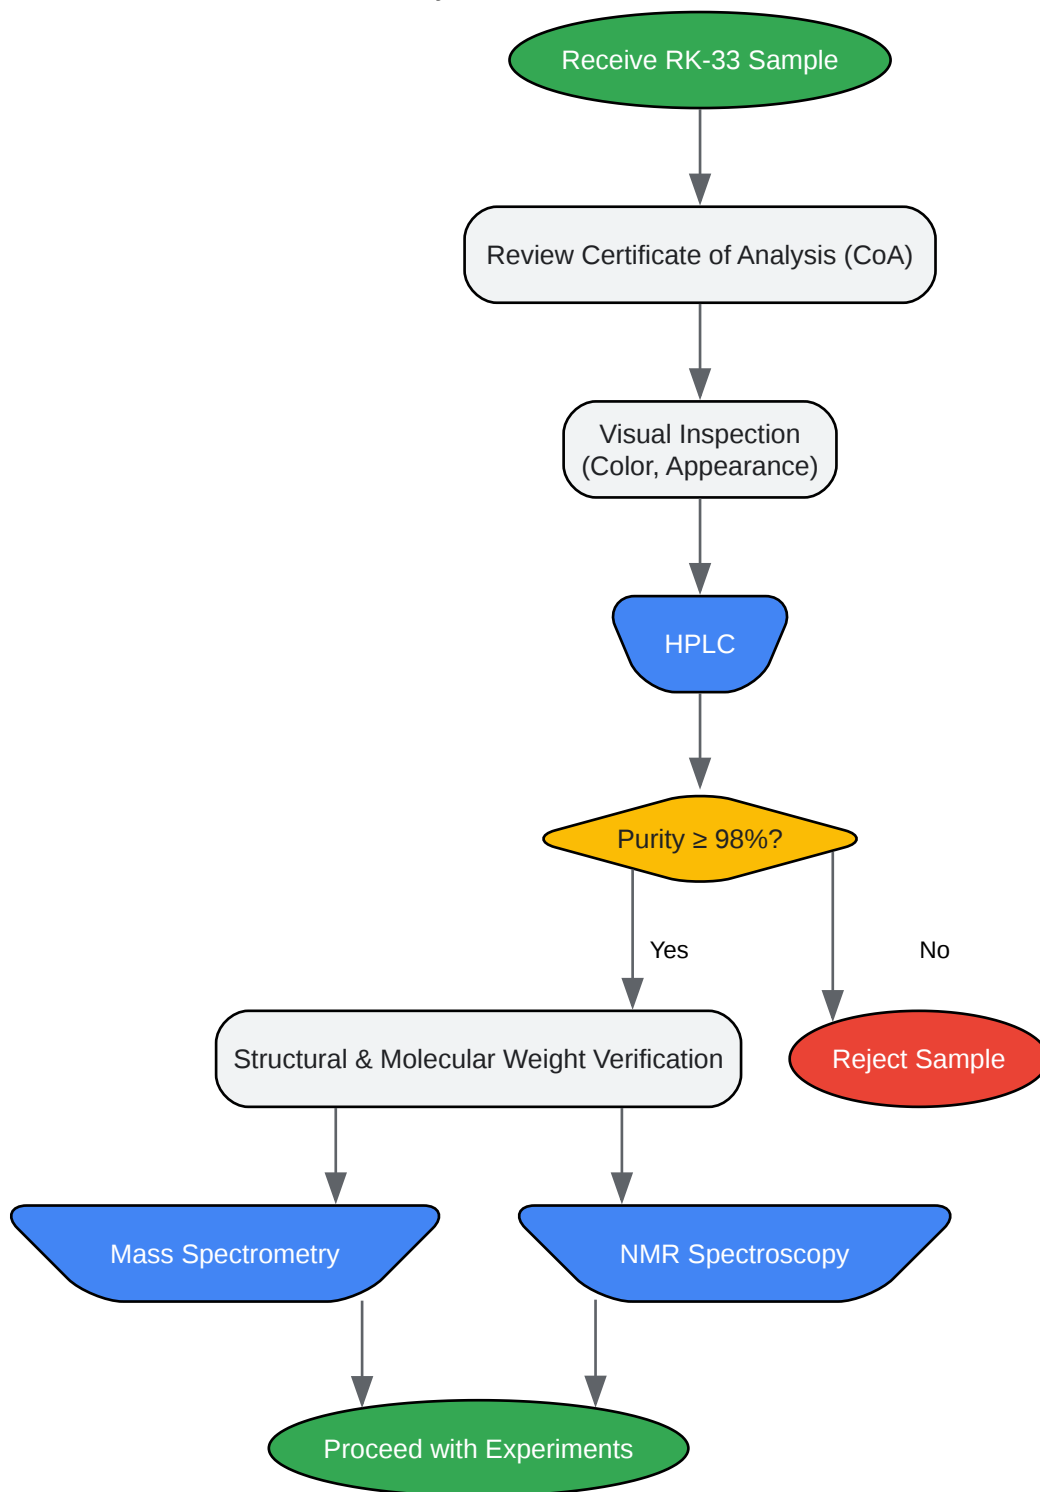 Receive RK-33 Sample
Review Certificate of Analysis (CoA)
Visual Inspection
(Color, Appearance)
HPLC
Purity ≥ 98%?
Yes
No
Structural & Molecular Weight Verification
Reject Sample
Mass Spectrometry
NMR Spectroscopy
Proceed with Experiments